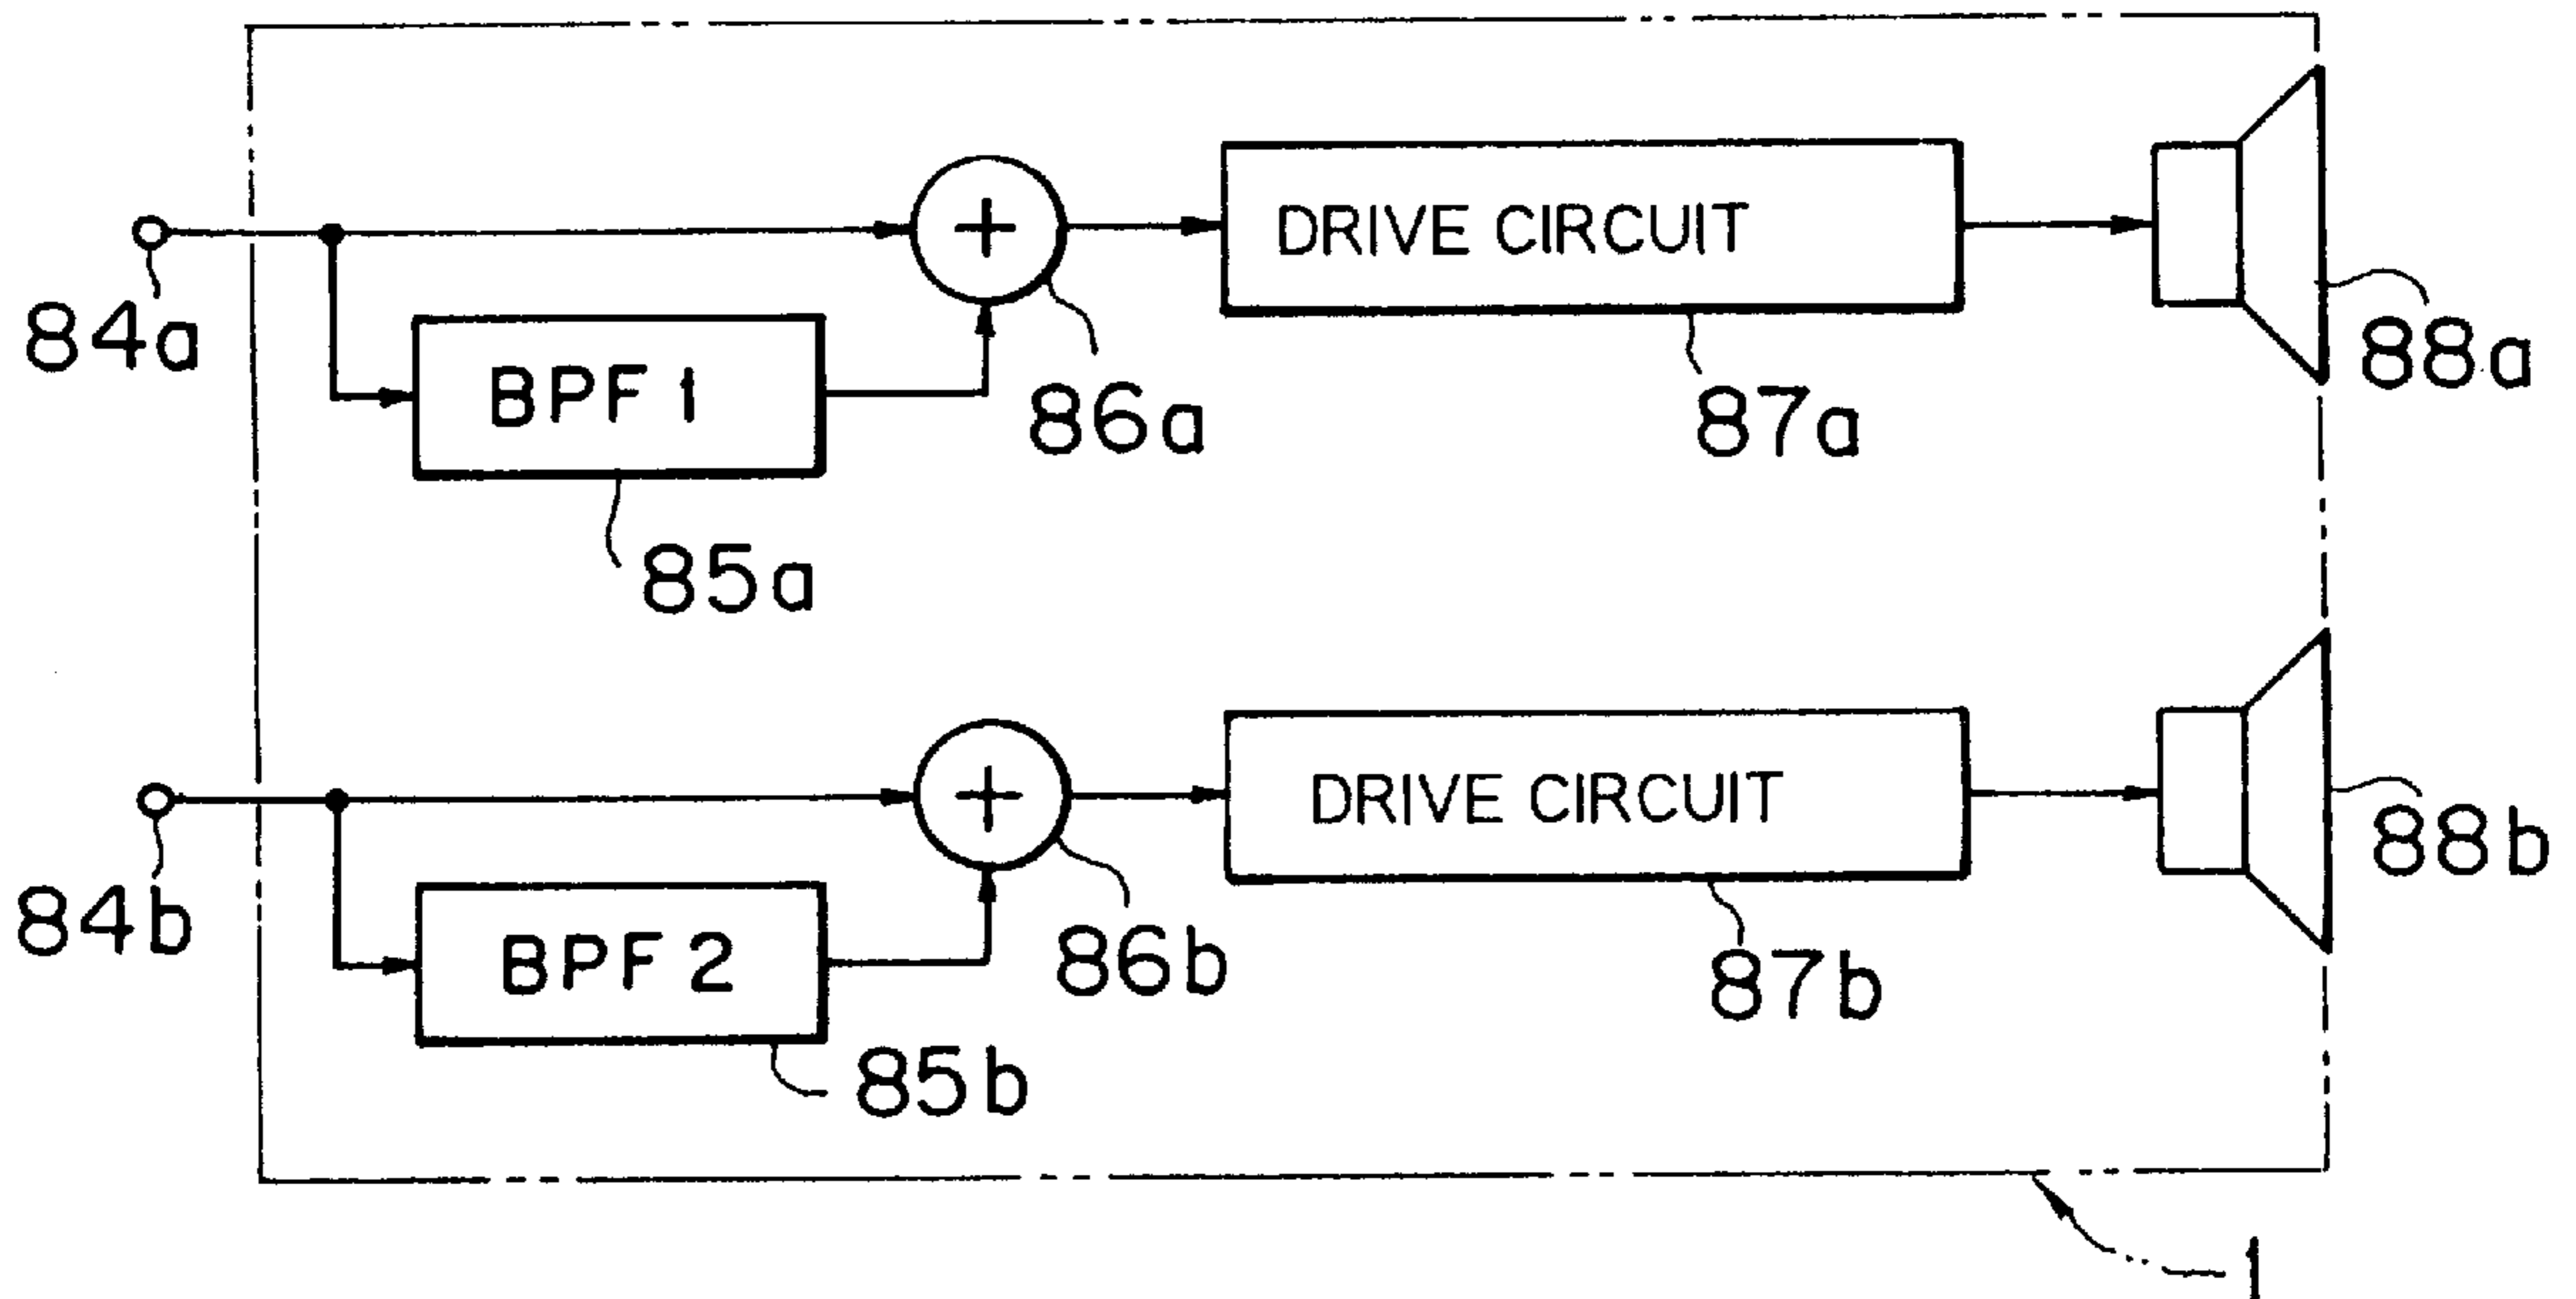 DRIVE CIRCUIT
84a
BPF 1
86a
87a
88a
85a
DRIVE CIRCUIT
84b
BPF 2
86b
87b
88b
85b
1